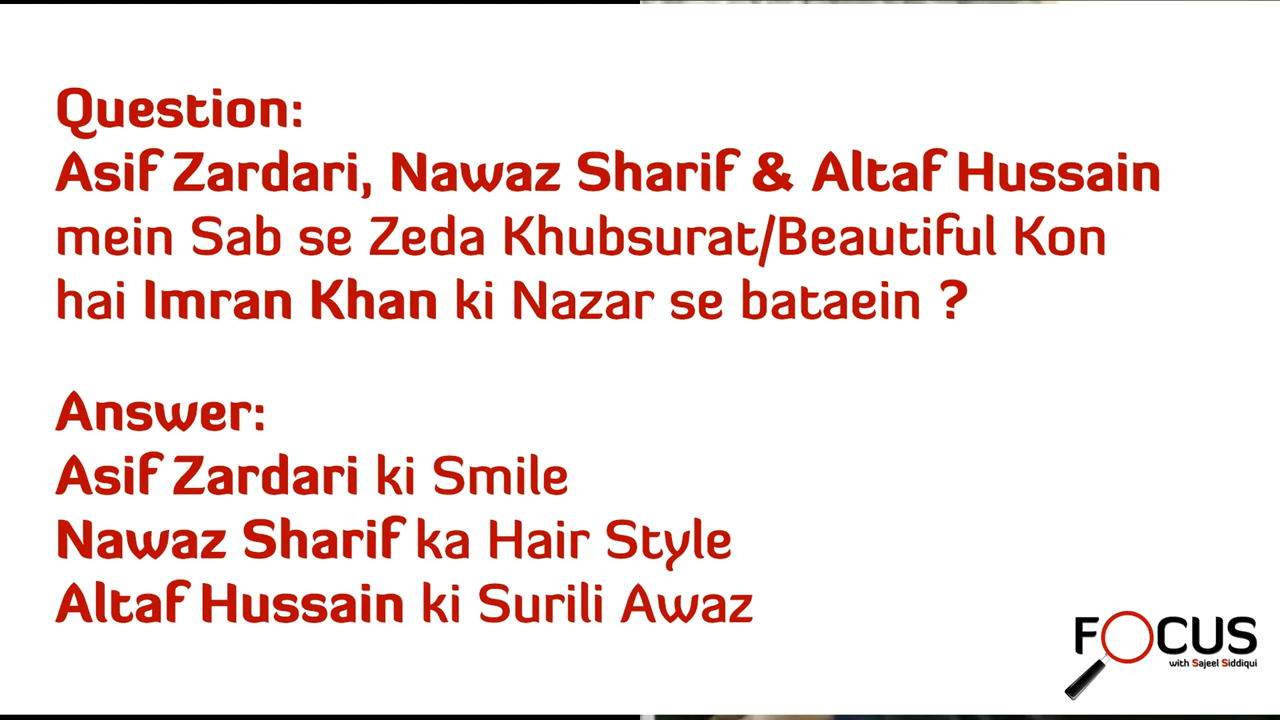 Question:
Asif Zardari, Nawaz Sharif & Altaf Hussain
mein Sab se Zeda Khubsurat/Beautiful Kon
hai Imran Khan ki Nazar se bataein ?
Answer:
Asif Zardari ki Smile
Nawaz Sharif ka Hair Style
Altaf Hussain ki Surili Awaz
FOCUS
with Sajeel Siddiqui